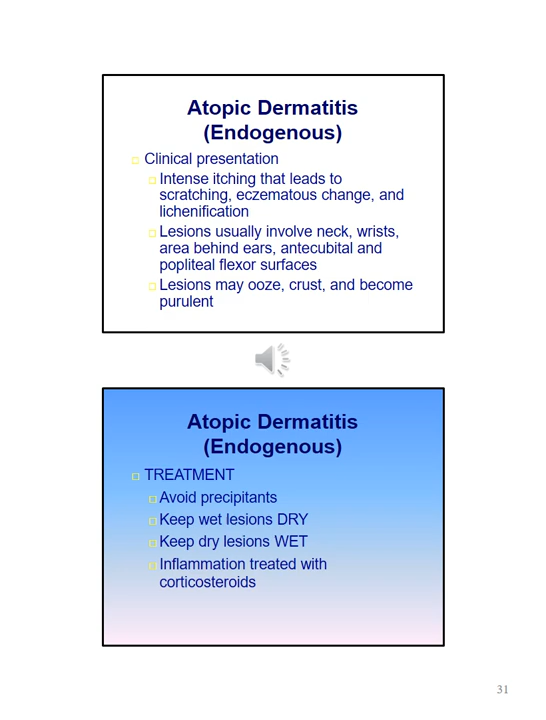 Atopic Dermatitis
(Endogenous)
Clinical presentation
Intense itching that leads to
scratching, eczematous change, and
lichenification
Lesions usually involve neck, wrists,
area behind ears, antecubital and
popliteal flexor surfaces
Lesions may ooze, crust, and become
purulent
Atopic Dermatitis
(Endogenous)
TREATMENT
Avoid precipitants
Keep wet lesions DRY
Keep dry lesions WET
Inflammation treated with
corticosteroids
31